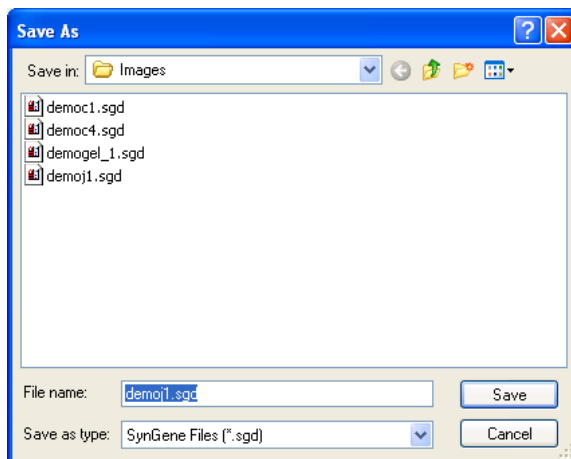 Save As
Save in: Images
democ1.sgd
democ4.sgd
demogel_1.sgd
demoj1.sgd
File name: demoj1.sgd Save
Save as type: SynGene Files (*.sgd) Cancel